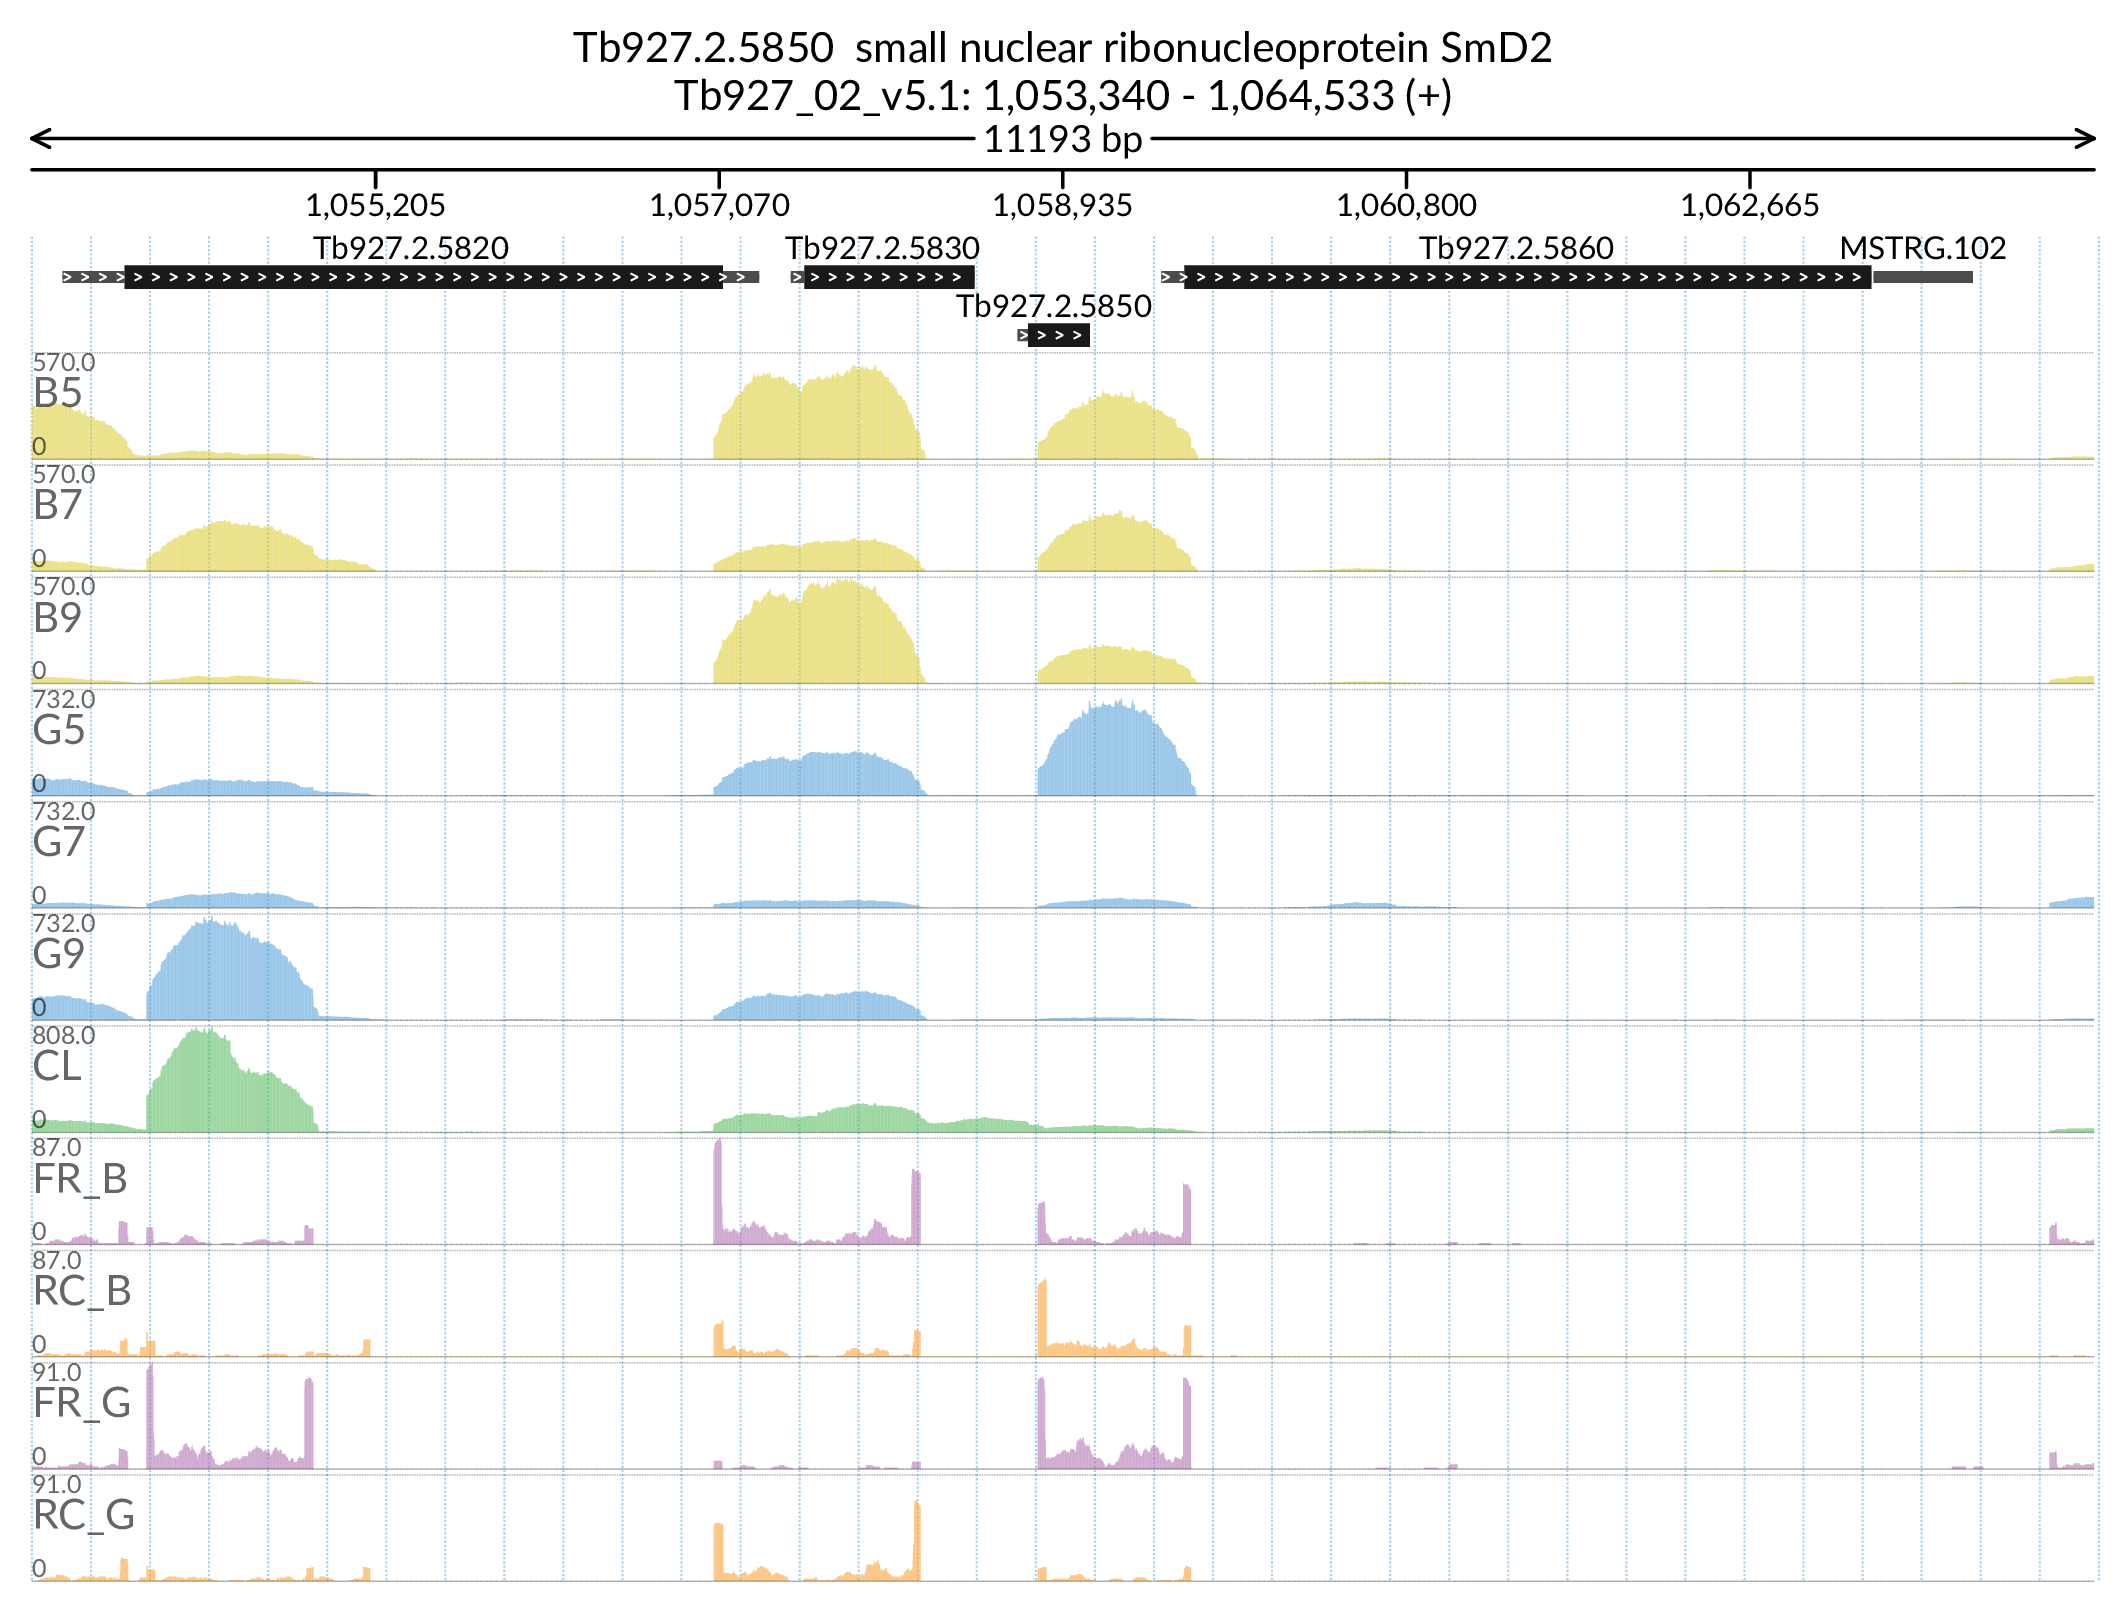 Tb927.2.5850  small nuclear ribonucleoprotein SmD2
Tb927_02_v5.1: 1,053,340 - 1,064,533 (+)
11193 bp
1,055,205 1,057,070 1,058,935 1,060,800 1,062,665
Tb927.2.5820 Tb927.2.5830 Tb927.2.5860 MSTRG.102
Tb927.2.5850
570.0
B5
0
570.0
B7
0
570.0
B9
0
732.0
G5
0
732.0
G7
0
732.0
G9
0
808.0
CL
0
87.0
FR_B
0
87.0
RC_B
0
91.0
FR_G
0
91.0
RC_G
0